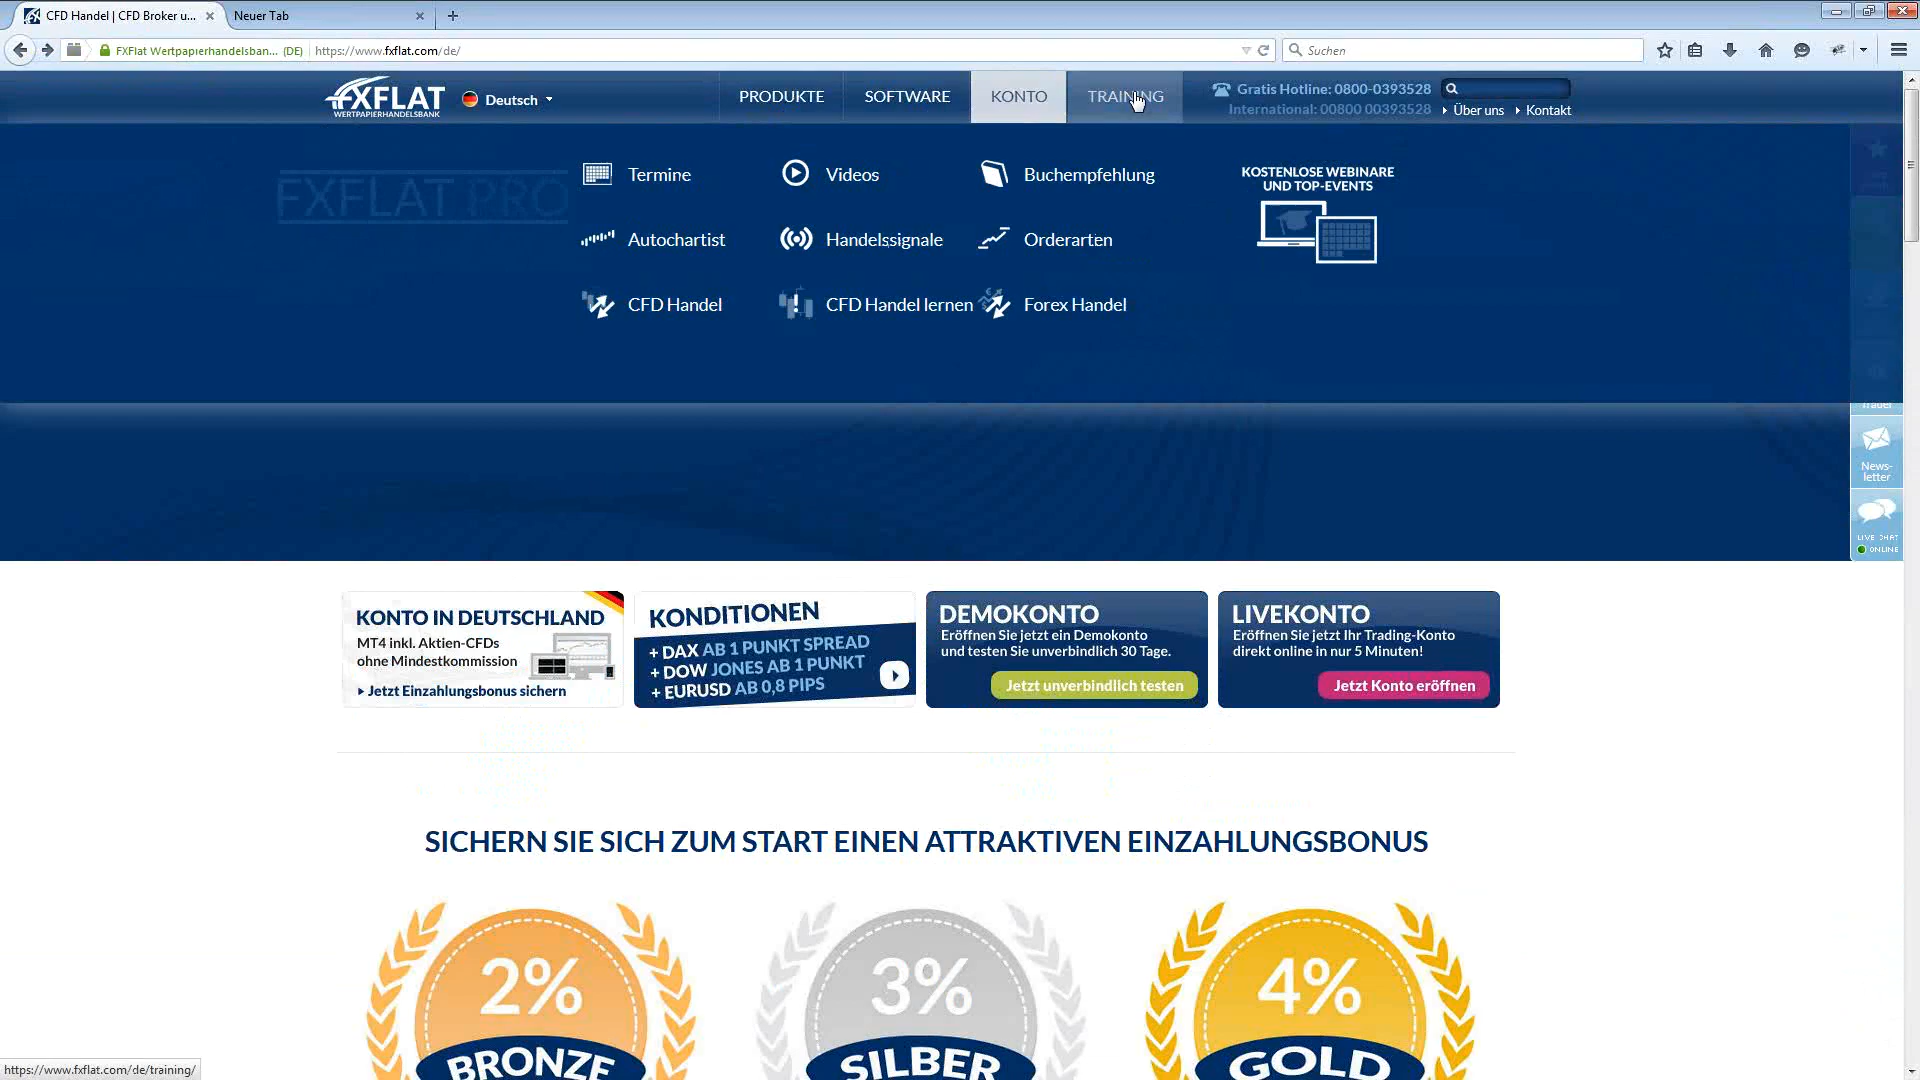 CFD Handel | CFD Broker u...
Neuer Tab
FXFlat Wertpapierhandelsban... (DE)
https://www.fxflat.com/de/
Suchen
FXFLAT
WERTPAPIERHANDELSBANK
Deutsch
PRODUKTE
SOFTWARE
KONTO
TRAINING
Gratis Hotline: 0800-0393528
International: 00800 00393528
Über uns
Kontakt
FXFLAT PRO
Termine
Videos
Buchempfehlung
KOSTENLOSE WEBINARE
UND TOP-EVENTS
Autochartist
Handelssignale
Orderarten
CFD Handel
CFD Handel lernen
Forex Handel
Trader
News-
letter
LIVE CHAT
ONLINE
KONTO IN DEUTSCHLAND
MT4 inkl. Aktien-CFDs
ohne Mindestkommission
Jetzt Einzahlungsbonus sichern
KONDITIONEN
+ DAX AB 1 PUNKT SPREAD
+ DOW JONES AB 1 PUNKT
+ EURUSD AB 0,8 PIPS
DEMOKONTO
Eröffnen Sie jetzt ein Demokonto
und testen Sie unverbindlich 30 Tage.
Jetzt unverbindlich testen
LIVEKONTO
Eröffnen Sie jetzt Ihr Trading-Konto
direkt online in nur 5 Minuten!
Jetzt Konto eröffnen
SICHERN SIE SICH ZUM START EINEN ATTRAKTIVEN EINZAHLUNGSBONUS
2%
BRONZE
3%
SILBER
4%
GOLD
https://www.fxflat.com/de/training/